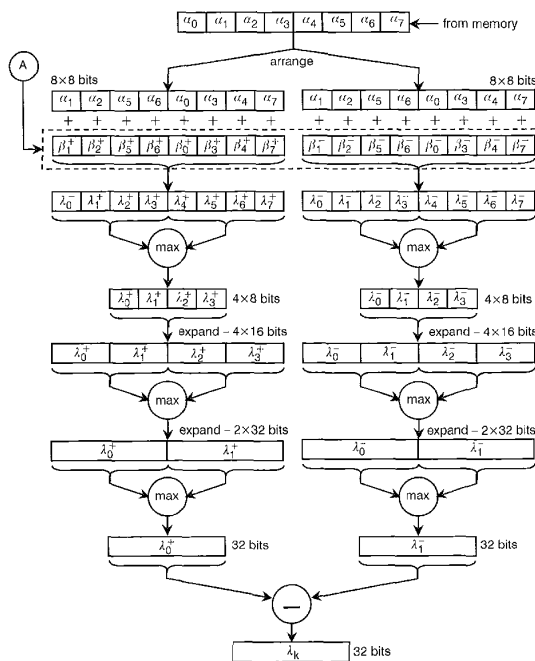 α₀ α₁ α₂ α₃ α₄ α₅ α₆ α₇ from memory
arrange
A
8×8 bits 8×8 bits
α₁ α₂ α₅ α₆ α₀ α₃ α₄ α₇ α₁ α₂ α₅ α₆ α₀ α₃ α₄ α₇
+ + + + + + + + + + + + + + + +
β₁⁺ β₂⁺ β₅⁺ β₆⁺ β₀⁺ β₃⁺ β₄⁺ β₇⁺ β₁⁻ β₂⁻ β₅⁻ β₆⁻ β₀⁻ β₃⁻ β₄⁻ β₇⁻
λ₀⁺ λ₁⁺ λ₂⁺ λ₃⁺ λ₄⁺ λ₅⁺ λ₆⁺ λ₇⁺ λ₀⁻ λ₁⁻ λ₂⁻ λ₃⁻ λ₄⁻ λ₅⁻ λ₆⁻ λ₇⁻
max max
λ₀⁺ λ₁⁺ λ₂⁺ λ₃⁺ 4×8 bits λ₀⁻ λ₁⁻ λ₂⁻ λ₃⁻ 4×8 bits
expand – 4×16 bits expand – 4×16 bits
λ₀⁺ λ₁⁺ λ₂⁺ λ₃⁺ λ₀⁻ λ₁⁻ λ₂⁻ λ₃⁻
max max
expand – 2×32 bits expand – 2×32 bits
λ₀⁺ λ₁⁺ λ₀⁻ λ₁⁻
max max
λ₀⁺ 32 bits λ₁⁻ 32 bits
—
λₖ 32 bits